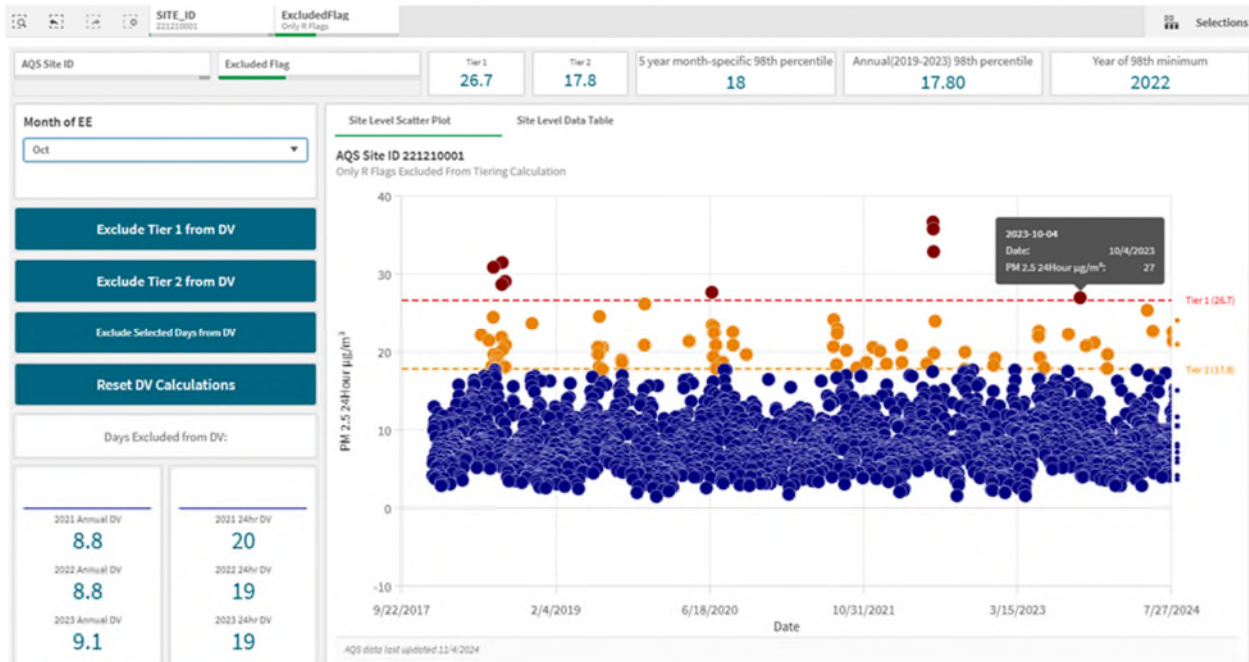 SITE_ID
221210001
ExcludedFlag
Only R Flags
Selections
AQS Site ID
Excluded Flag
Tier 1
26.7
Tier 2
17.8
5 year month-specific 98th percentile
18
Annual(2019-2023) 98th percentile
17.80
Year of 98th minimum
2022
Month of EE
Oct
Exclude Tier 1 from DV
Exclude Tier 2 from DV
Exclude Selected Days from DV
Reset DV Calculations
Days Excluded from DV:
2021 Annual DV
8.8
2022 Annual DV
8.8
2023 Annual DV
9.1
2021 24hr DV
20
2022 24hr DV
19
2023 24hr DV
19
Site Level Scatter Plot
Site Level Data Table
AQS Site ID 221210001
Only R Flags Excluded From Tiering Calculation
PM 2.5 24Hour µg/m³
40
30
20
10
0
-10
2023-10-04
Date: 10/4/2023
PM 2.5 24Hour µg/m³: 27
Tier 1 (26.7)
Tier 2 (17.8)
9/22/2017
2/4/2019
6/18/2020
10/31/2021
3/15/2023
7/27/2024
Date
AQS data last updated 11/4/2024